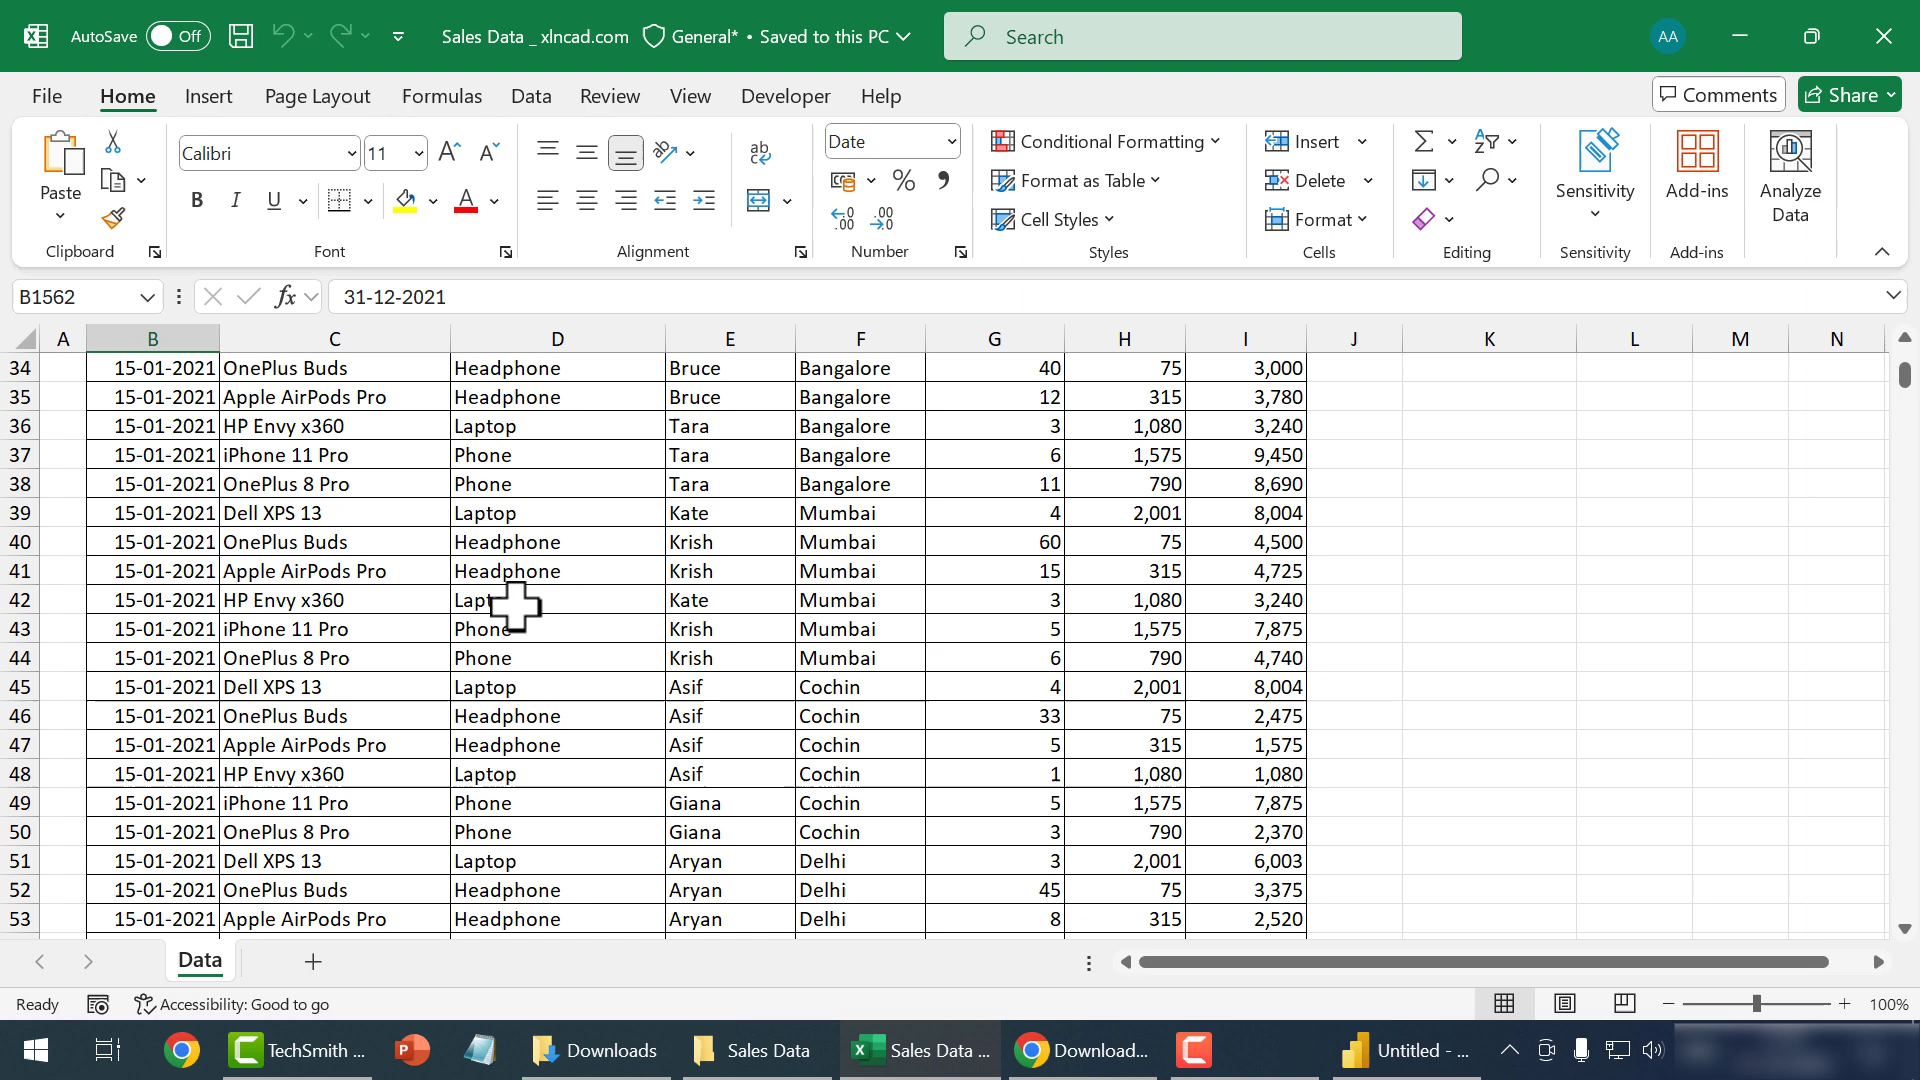 AutoSave Off Sales Data _ xlncad.com General* • Saved to this PC Search AA
File Home Insert Page Layout Formulas Data Review View Developer Help Comments Share
Paste Calibri 11 Date Conditional Formatting Insert
B I U A % Format as Table Delete Sensitivity Add-ins Analyze Data
Cell Styles Format
Clipboard Font Alignment Number Styles Cells Editing Sensitivity Add-ins
B1562 fx 31-12-2021
A B C D E F G H I J K L M N
34 15-01-2021 OnePlus Buds Headphone Bruce Bangalore 40 75 3,000
35 15-01-2021 Apple AirPods Pro Headphone Bruce Bangalore 12 315 3,780
36 15-01-2021 HP Envy x360 Laptop Tara Bangalore 3 1,080 3,240
37 15-01-2021 iPhone 11 Pro Phone Tara Bangalore 6 1,575 9,450
38 15-01-2021 OnePlus 8 Pro Phone Tara Bangalore 11 790 8,690
39 15-01-2021 Dell XPS 13 Laptop Kate Mumbai 4 2,001 8,004
40 15-01-2021 OnePlus Buds Headphone Krish Mumbai 60 75 4,500
41 15-01-2021 Apple AirPods Pro Headphone Krish Mumbai 15 315 4,725
42 15-01-2021 HP Envy x360 Kate Mumbai 3 1,080 3,240
43 15-01-2021 iPhone 11 Pro Phone Krish Mumbai 5 1,575 7,875
44 15-01-2021 OnePlus 8 Pro Phone Krish Mumbai 6 790 4,740
45 15-01-2021 Dell XPS 13 Laptop Asif Cochin 4 2,001 8,004
46 15-01-2021 OnePlus Buds Headphone Asif Cochin 33 75 2,475
47 15-01-2021 Apple AirPods Pro Headphone Asif Cochin 5 315 1,575
48 15-01-2021 HP Envy x360 Laptop Asif Cochin 1 1,080 1,080
49 15-01-2021 iPhone 11 Pro Phone Giana Cochin 5 1,575 7,875
50 15-01-2021 OnePlus 8 Pro Phone Giana Cochin 3 790 2,370
51 15-01-2021 Dell XPS 13 Laptop Aryan Delhi 3 2,001 6,003
52 15-01-2021 OnePlus Buds Headphone Aryan Delhi 45 75 3,375
53 15-01-2021 Apple AirPods Pro Headphone Aryan Delhi 8 315 2,520
Data
Ready Accessibility: Good to go 100%
TechSmith ... Downloads Sales Data Sales Data ... Download... Untitled - ...